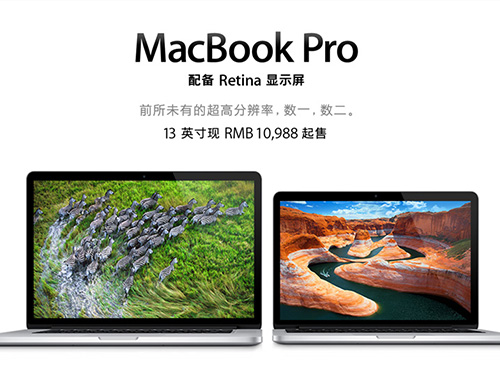 MacBook Pro
配备 Retina 显示屏
前所未有的超高分辨率，数一，数二。
13 英寸现 RMB 10,988 起售